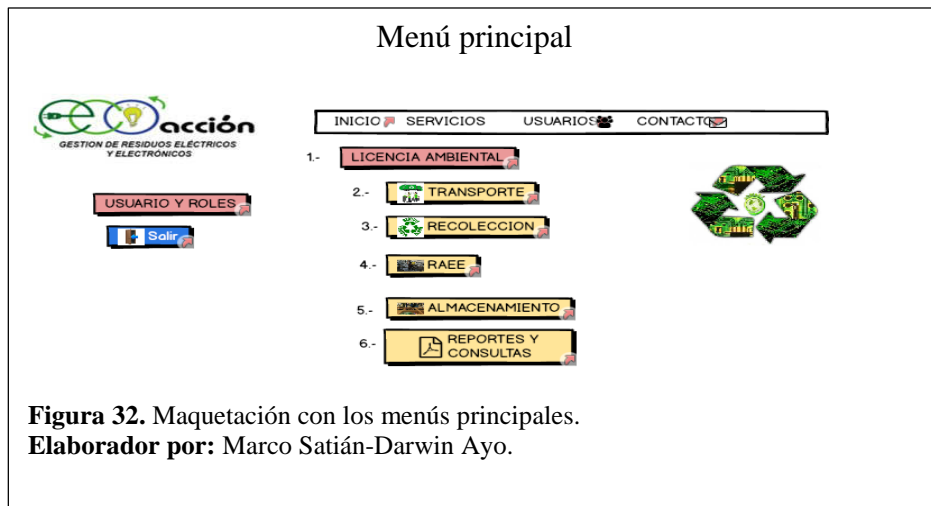 Menú principal
eco acción
GESTION DE RESIDUOS ELÉCTRICOS
Y ELECTRÓNICOS
INICIO SERVICIOS USUARIOS CONTACTO
1.- LICENCIA AMBIENTAL
2.- TRANSPORTE
USUARIO Y ROLES
3.- RECOLECCION
Salir
4.- RAEE
5.- ALMACENAMIENTO
6.- REPORTES Y
CONSULTAS
Figura 32. Maquetación con los menús principales.
Elaborador por: Marco Satián-Darwin Ayo.